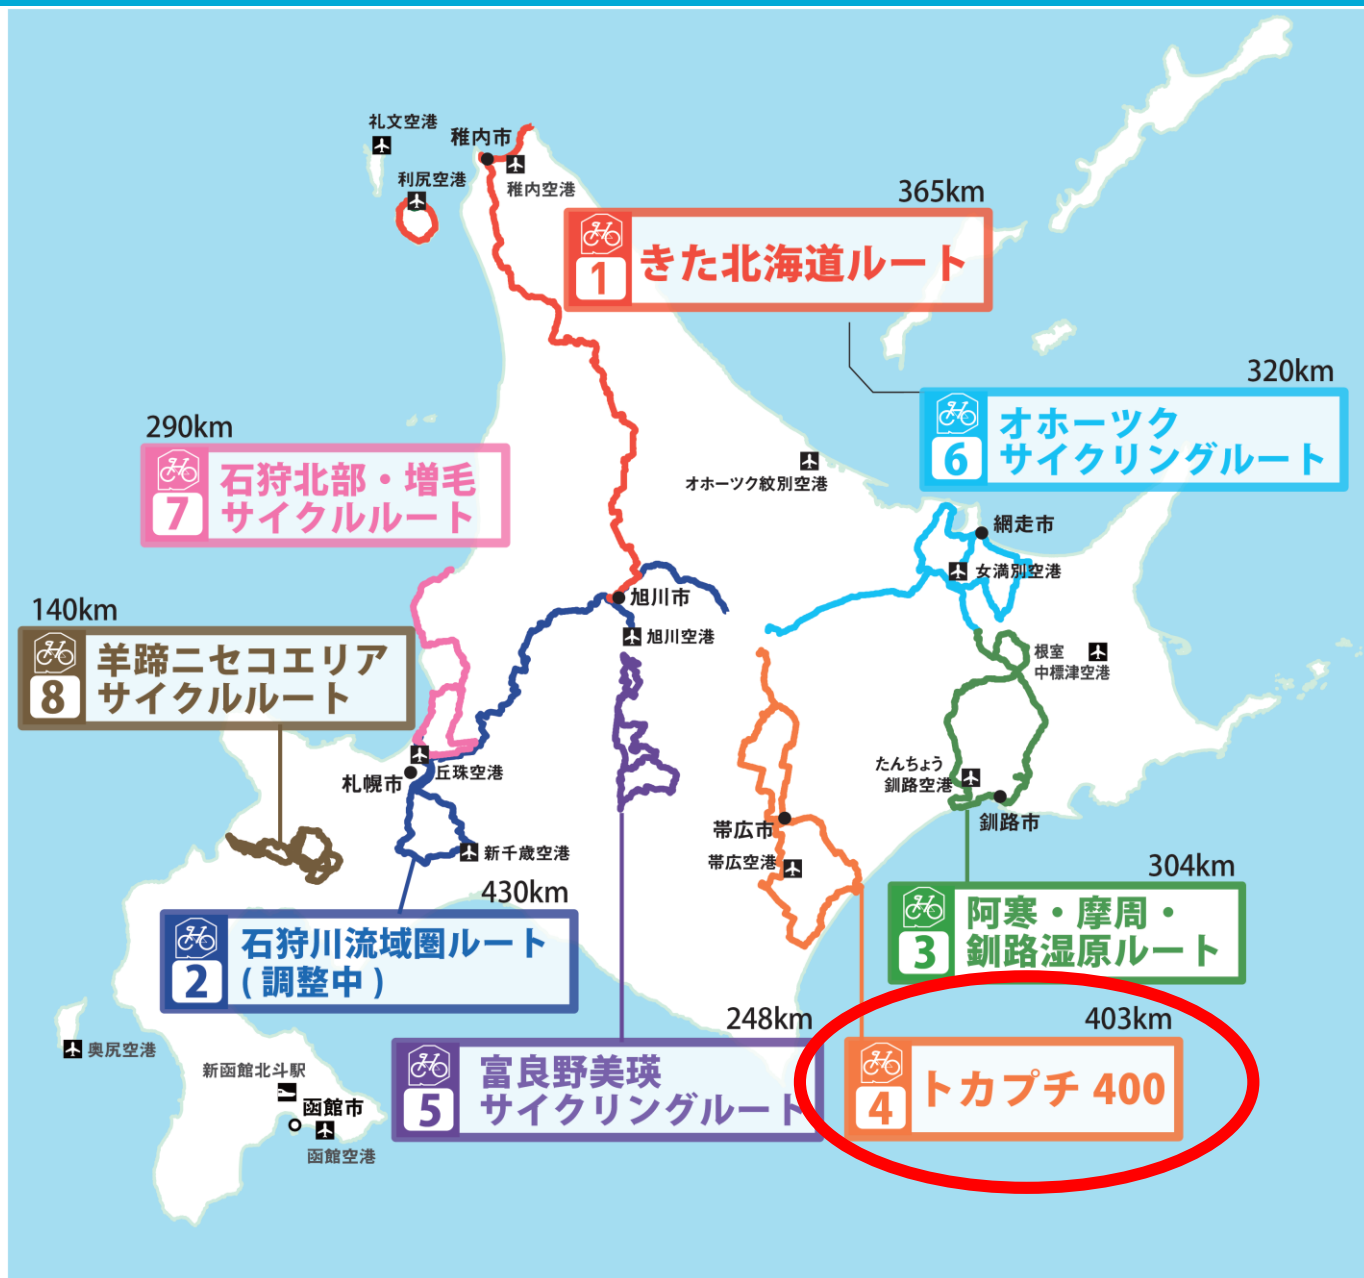 礼文空港
稚内市
利尻空港
稚内空港
365km
1
きた北海道ルート
320km
6
オホーツク
サイクリングルート
290km
7
石狩北部・増毛
サイクルルート
オホーツク紋別空港
網走市
女満別空港
140km
8
羊蹄ニセコエリア
サイクルルート
旭川市
旭川空港
根室
中標津空港
丘珠空港
札幌市
たんちょう
釧路空港
釧路市
帯広市
帯広空港
新千歳空港
430km
2
石狩川流域圏ルート
(調整中)
304km
3
阿寒・摩周・
釧路湿原ルート
248km
5
富良野美瑛
サイクリングルート
403km
4
トカプチ 400
奥尻空港
新函館北斗駅
函館市
函館空港